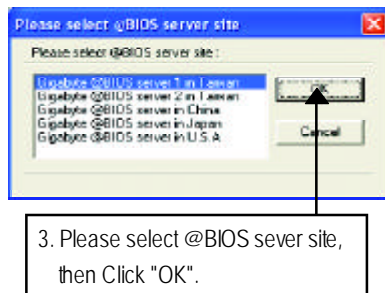 Please select @BIOS server site
Please select @BIOS server site :
Gigabyte @BIOS server 1 in Taiwan
Gigabyte @BIOS server 2 in Taiwan
Gigabyte @BIOS server in China
Gigabyte @BIOS server in Japan
Gigabyte @BIOS server in U.S.A
OK
Cancel
3. Please select @BIOS sever site,
then Click "OK".